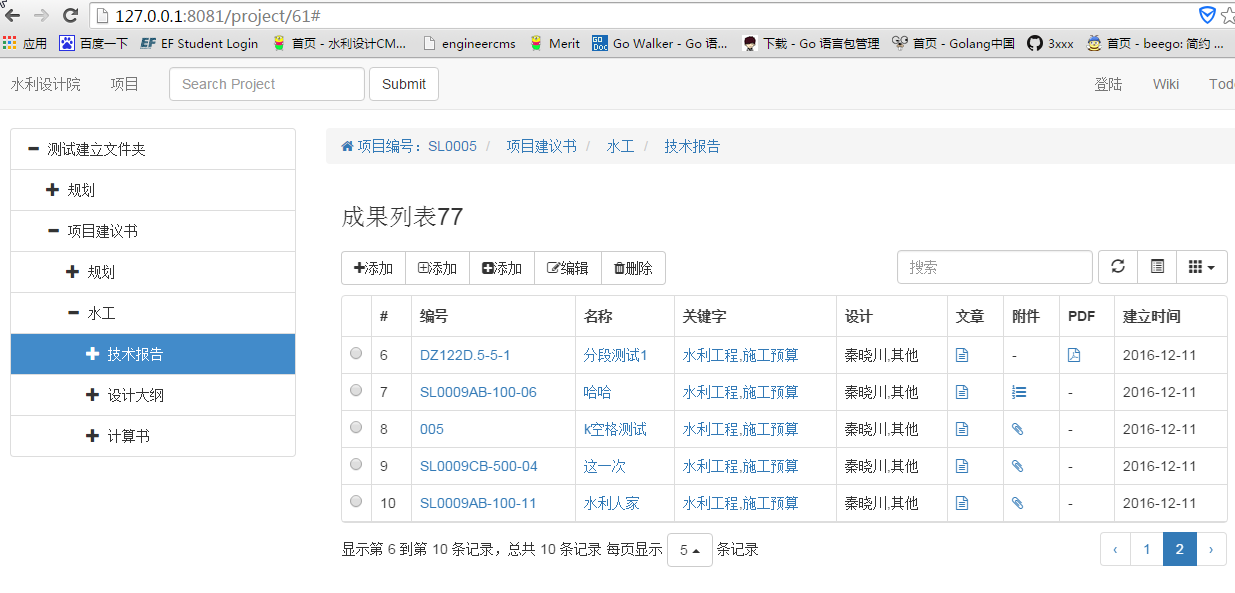 127.0.0.1:8081/project/61#
应用 百度一下 EF Student Login 首页 - 水利设计CM... engineercms Merit Go Walker - Go 语... 下载 - Go 语言包管理 首页 - Golang中国 3xxx 首页 - beego: 简约 ...
水利设计院 项目 Search Project Submit 登陆 Wiki Tod
测试建立文件夹
规划
项目建议书
规划
水工
技术报告
设计大纲
计算书
项目编号：SL0005 / 项目建议书 / 水工 / 技术报告
成果列表77
添加 添加 添加 编辑 删除 搜索
# 编号 名称 关键字 设计 文章 附件 PDF 建立时间
6 DZ122D.5-5-1 分段测试1 水利工程,施工预算 秦晓川,其他 - 2016-12-11
7 SL0009AB-100-06 哈哈 水利工程,施工预算 秦晓川,其他 - 2016-12-11
8 005 k空格测试 水利工程,施工预算 秦晓川,其他 - 2016-12-11
9 SL0009CB-500-04 这一次 水利工程,施工预算 秦晓川,其他 - 2016-12-11
10 SL0009AB-100-11 水利人家 水利工程,施工预算 秦晓川,其他 - 2016-12-11
显示第 6 到第 10 条记录，总共 10 条记录 每页显示 5 条记录 ‹ 1 2 ›